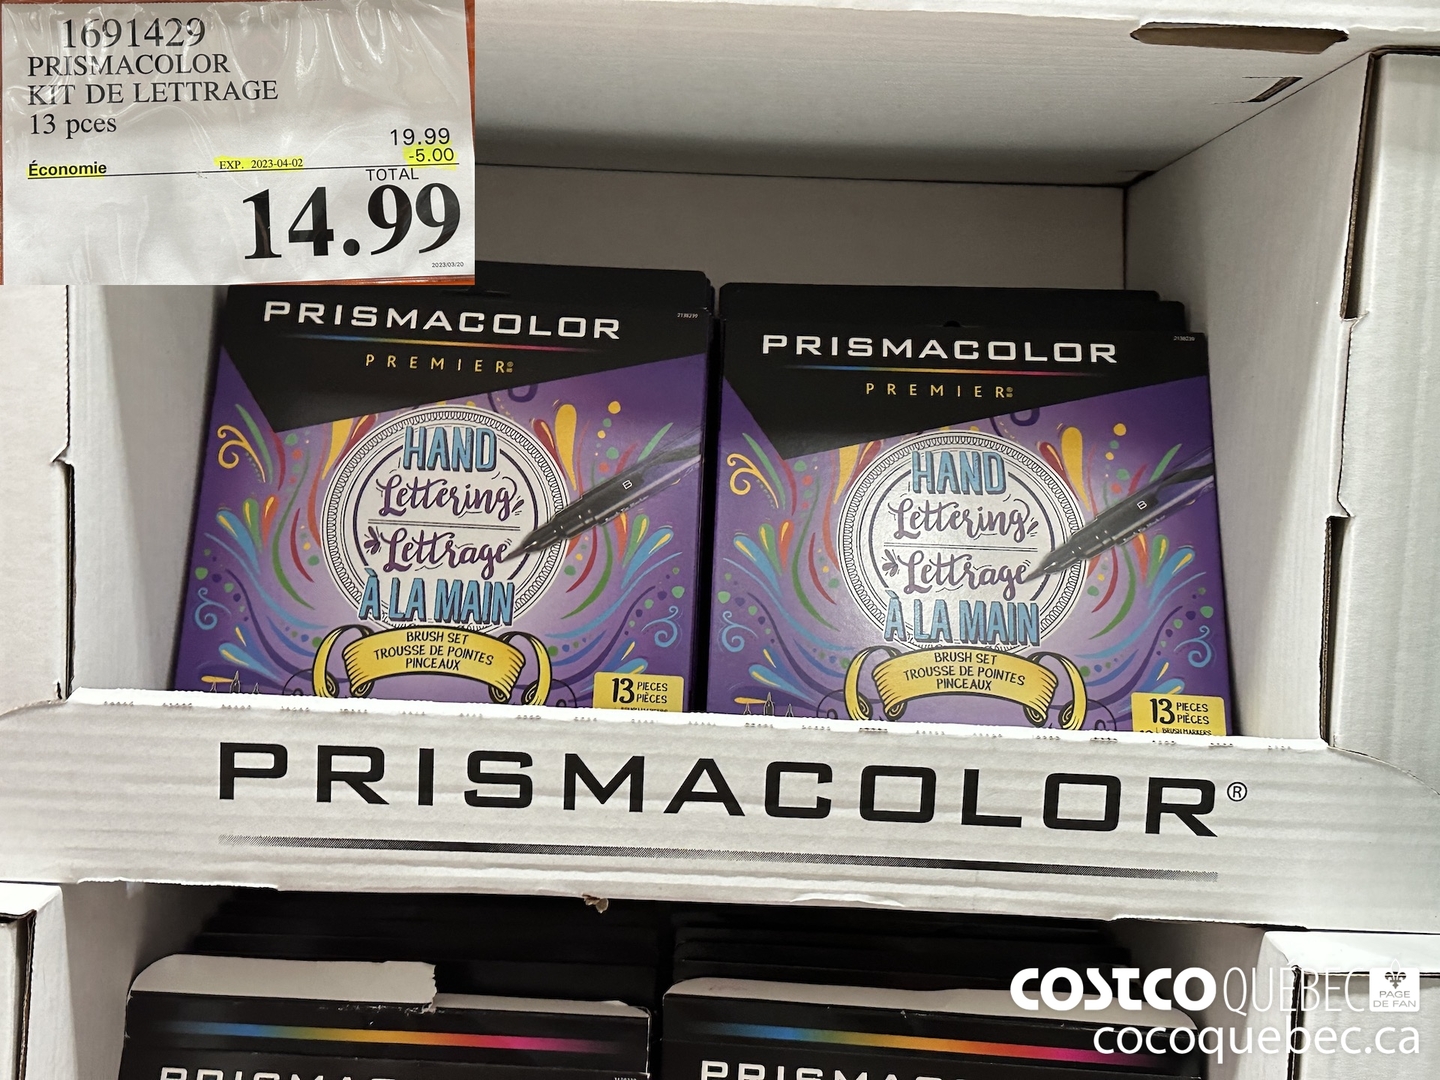 1691429
PRISMACOLOR
KIT DE LETTRAGE
13 pces
19.99
Économie EXP. 2023-04-02 -5.00
TOTAL
14.99
2023/03/20
PRISMACOLOR
PREMIER
HAND
Lettering
Lettrage
À LA MAIN
BRUSH SET
TROUSSE DE POINTES
PINCEAUX
13 PIECES
PIÈCES
B
PRISMACOLOR
PREMIER
HAND
Lettering
Lettrage
À LA MAIN
BRUSH SET
TROUSSE DE POINTES
PINCEAUX
13 PIECES
PIÈCES
BRUSH MARKERS
B
PRISMACOLOR®
PRISMACOLOR
PRISMACOLOR
COSTCO QUÉBEC
PAGE
DE FAN
cocoquebec.ca